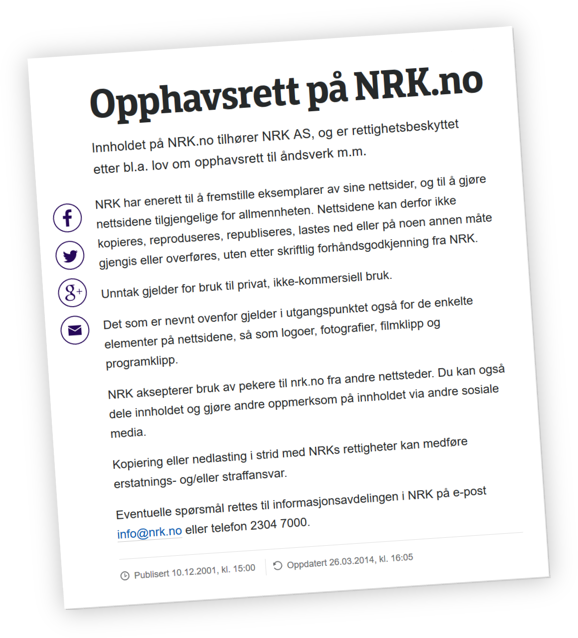 Opphavsrett på NRK.no
Innholdet på NRK.no tilhører NRK AS, og er rettighetsbeskyttet
etter bl.a. lov om opphavsrett til åndsverk m.m.
NRK har enerett til å fremstille eksemplarer av sine nettsider, og til å gjøre
nettsidene tilgjengelige for allmennheten. Nettsidene kan derfor ikke
kopieres, reproduseres, republiseres, lastes ned eller på noen annen måte
gjengis eller overføres, uten etter skriftlig forhåndsgodkjenning fra NRK.
Unntak gjelder for bruk til privat, ikke-kommersiell bruk.
Det som er nevnt ovenfor gjelder i utgangspunktet også for de enkelte
elementer på nettsidene, så som logoer, fotografier, filmklipp og
programklipp.
NRK aksepterer bruk av pekere til nrk.no fra andre nettsteder. Du kan også
dele innholdet og gjøre andre oppmerksom på innholdet via andre sosiale
media.
Kopiering eller nedlasting i strid med NRKs rettigheter kan medføre
erstatnings- og/eller straffansvar.
Eventuelle spørsmål rettes til informasjonsavdelingen i NRK på e-post
info@nrk.no eller telefon 2304 7000.
Publisert 10.12.2001, kl. 15:00 Oppdatert 26.03.2014, kl. 16:05